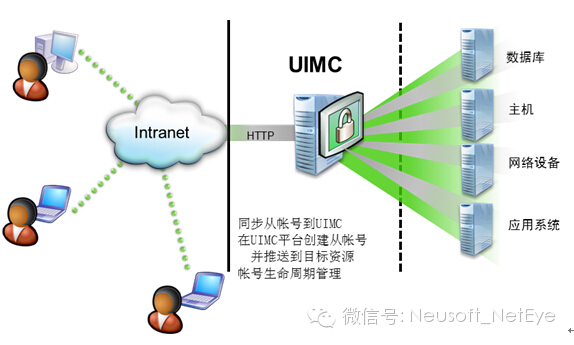 UIMC
Intranet
HTTP
数据库
主机
网络设备
应用系统
同步从帐号到UIMC
在UIMC平台创建从帐号
并推送到目标资源
帐号生命周期管理
微信号: Neusoft_NetEye